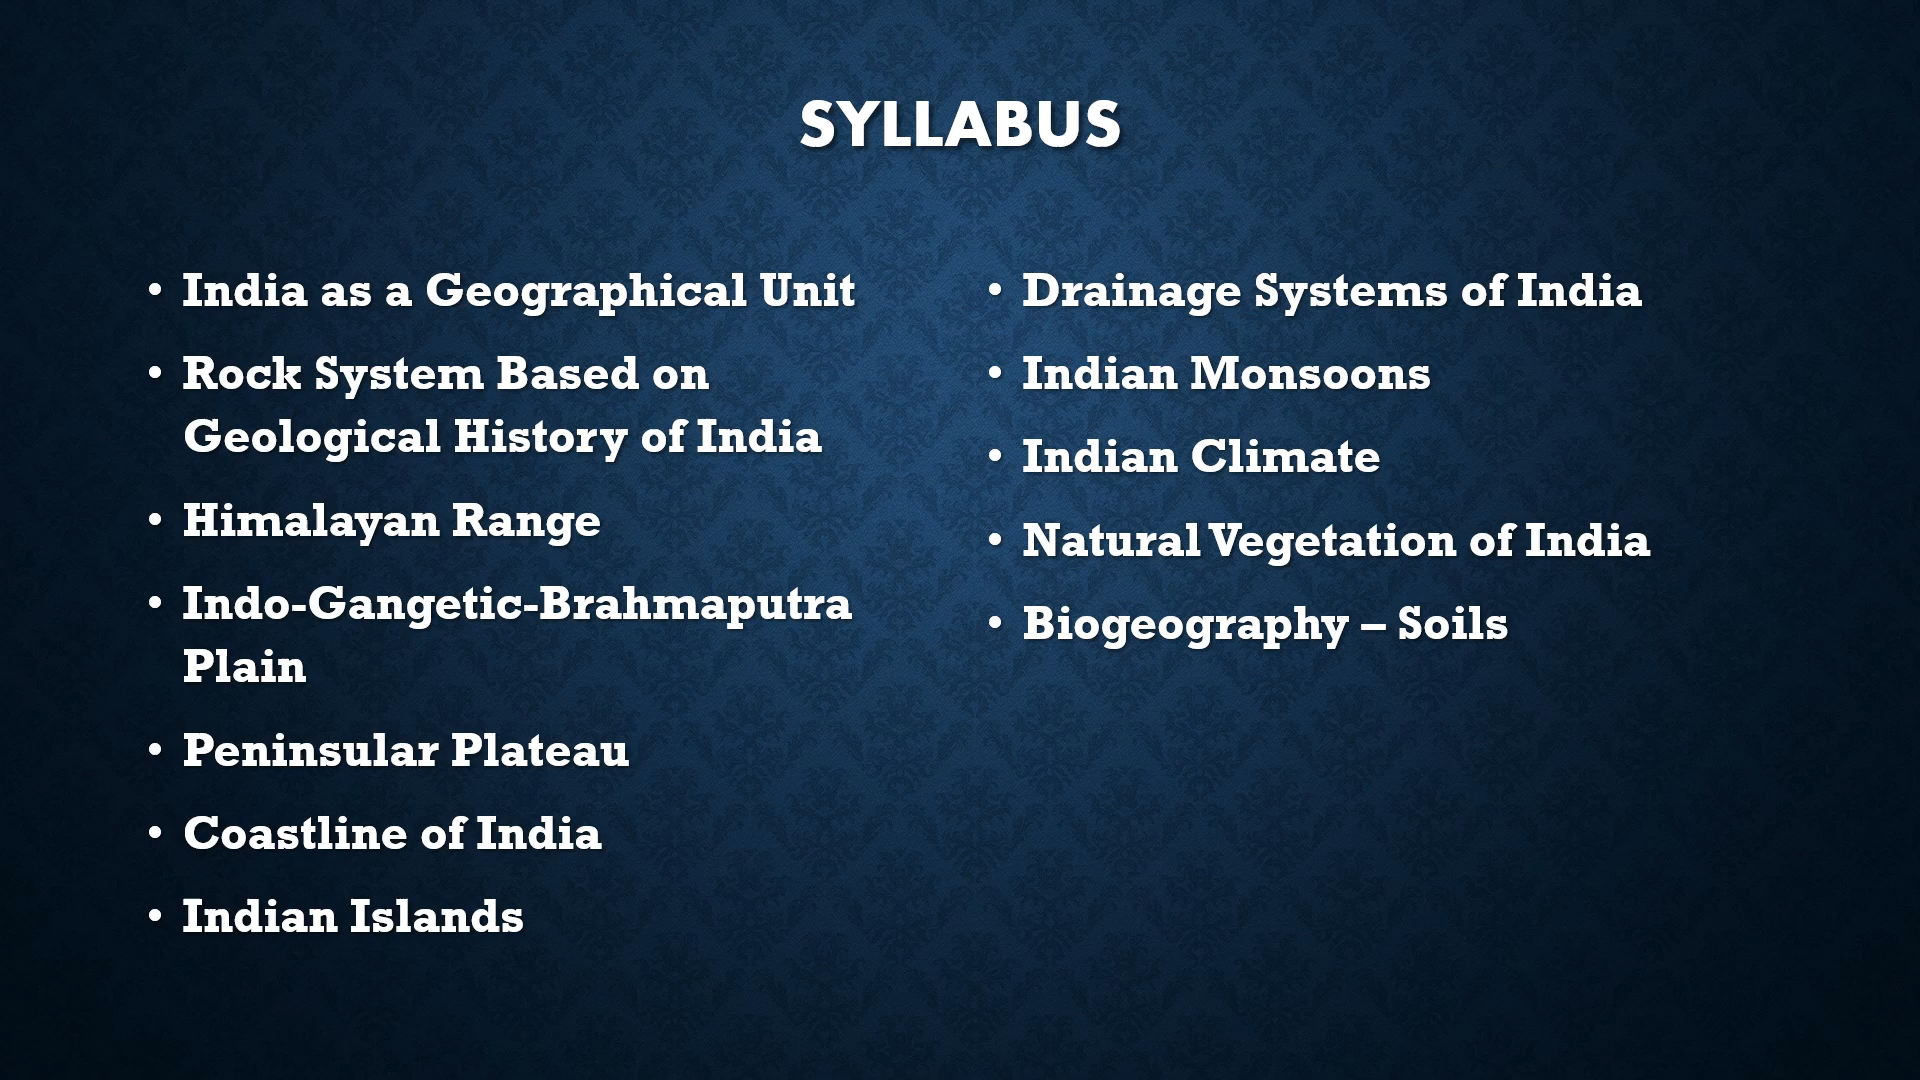 SYLLABUS
• India as a Geographical Unit
• Rock System Based on
Geological History of India
• Himalayan Range
• Indo-Gangetic-Brahmaputra
Plain
• Peninsular Plateau
• Coastline of India
• Indian Islands
• Drainage Systems of India
• Indian Monsoons
• Indian Climate
• Natural Vegetation of India
• Biogeography – Soils